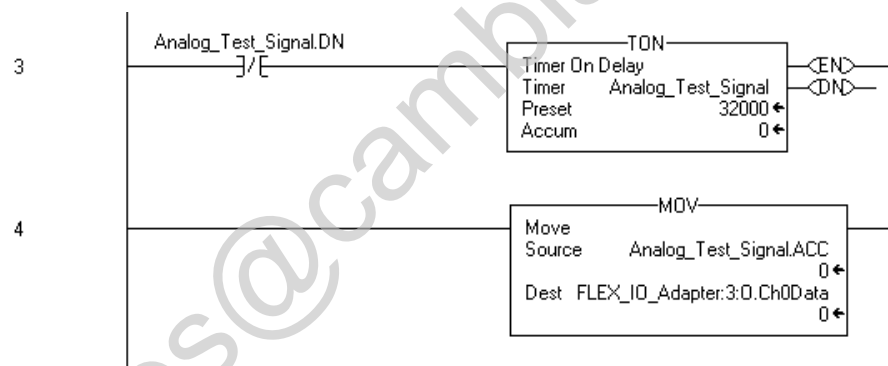 Analog_Test_Signal.DN
3
TON
Timer On Delay
Timer Analog_Test_Signal
Preset 32000
Accum 0
EN
DN
4
MOV
Move
Source Analog_Test_Signal.ACC
0
Dest FLEX_IO_Adapter:3:O.Ch0Data
0